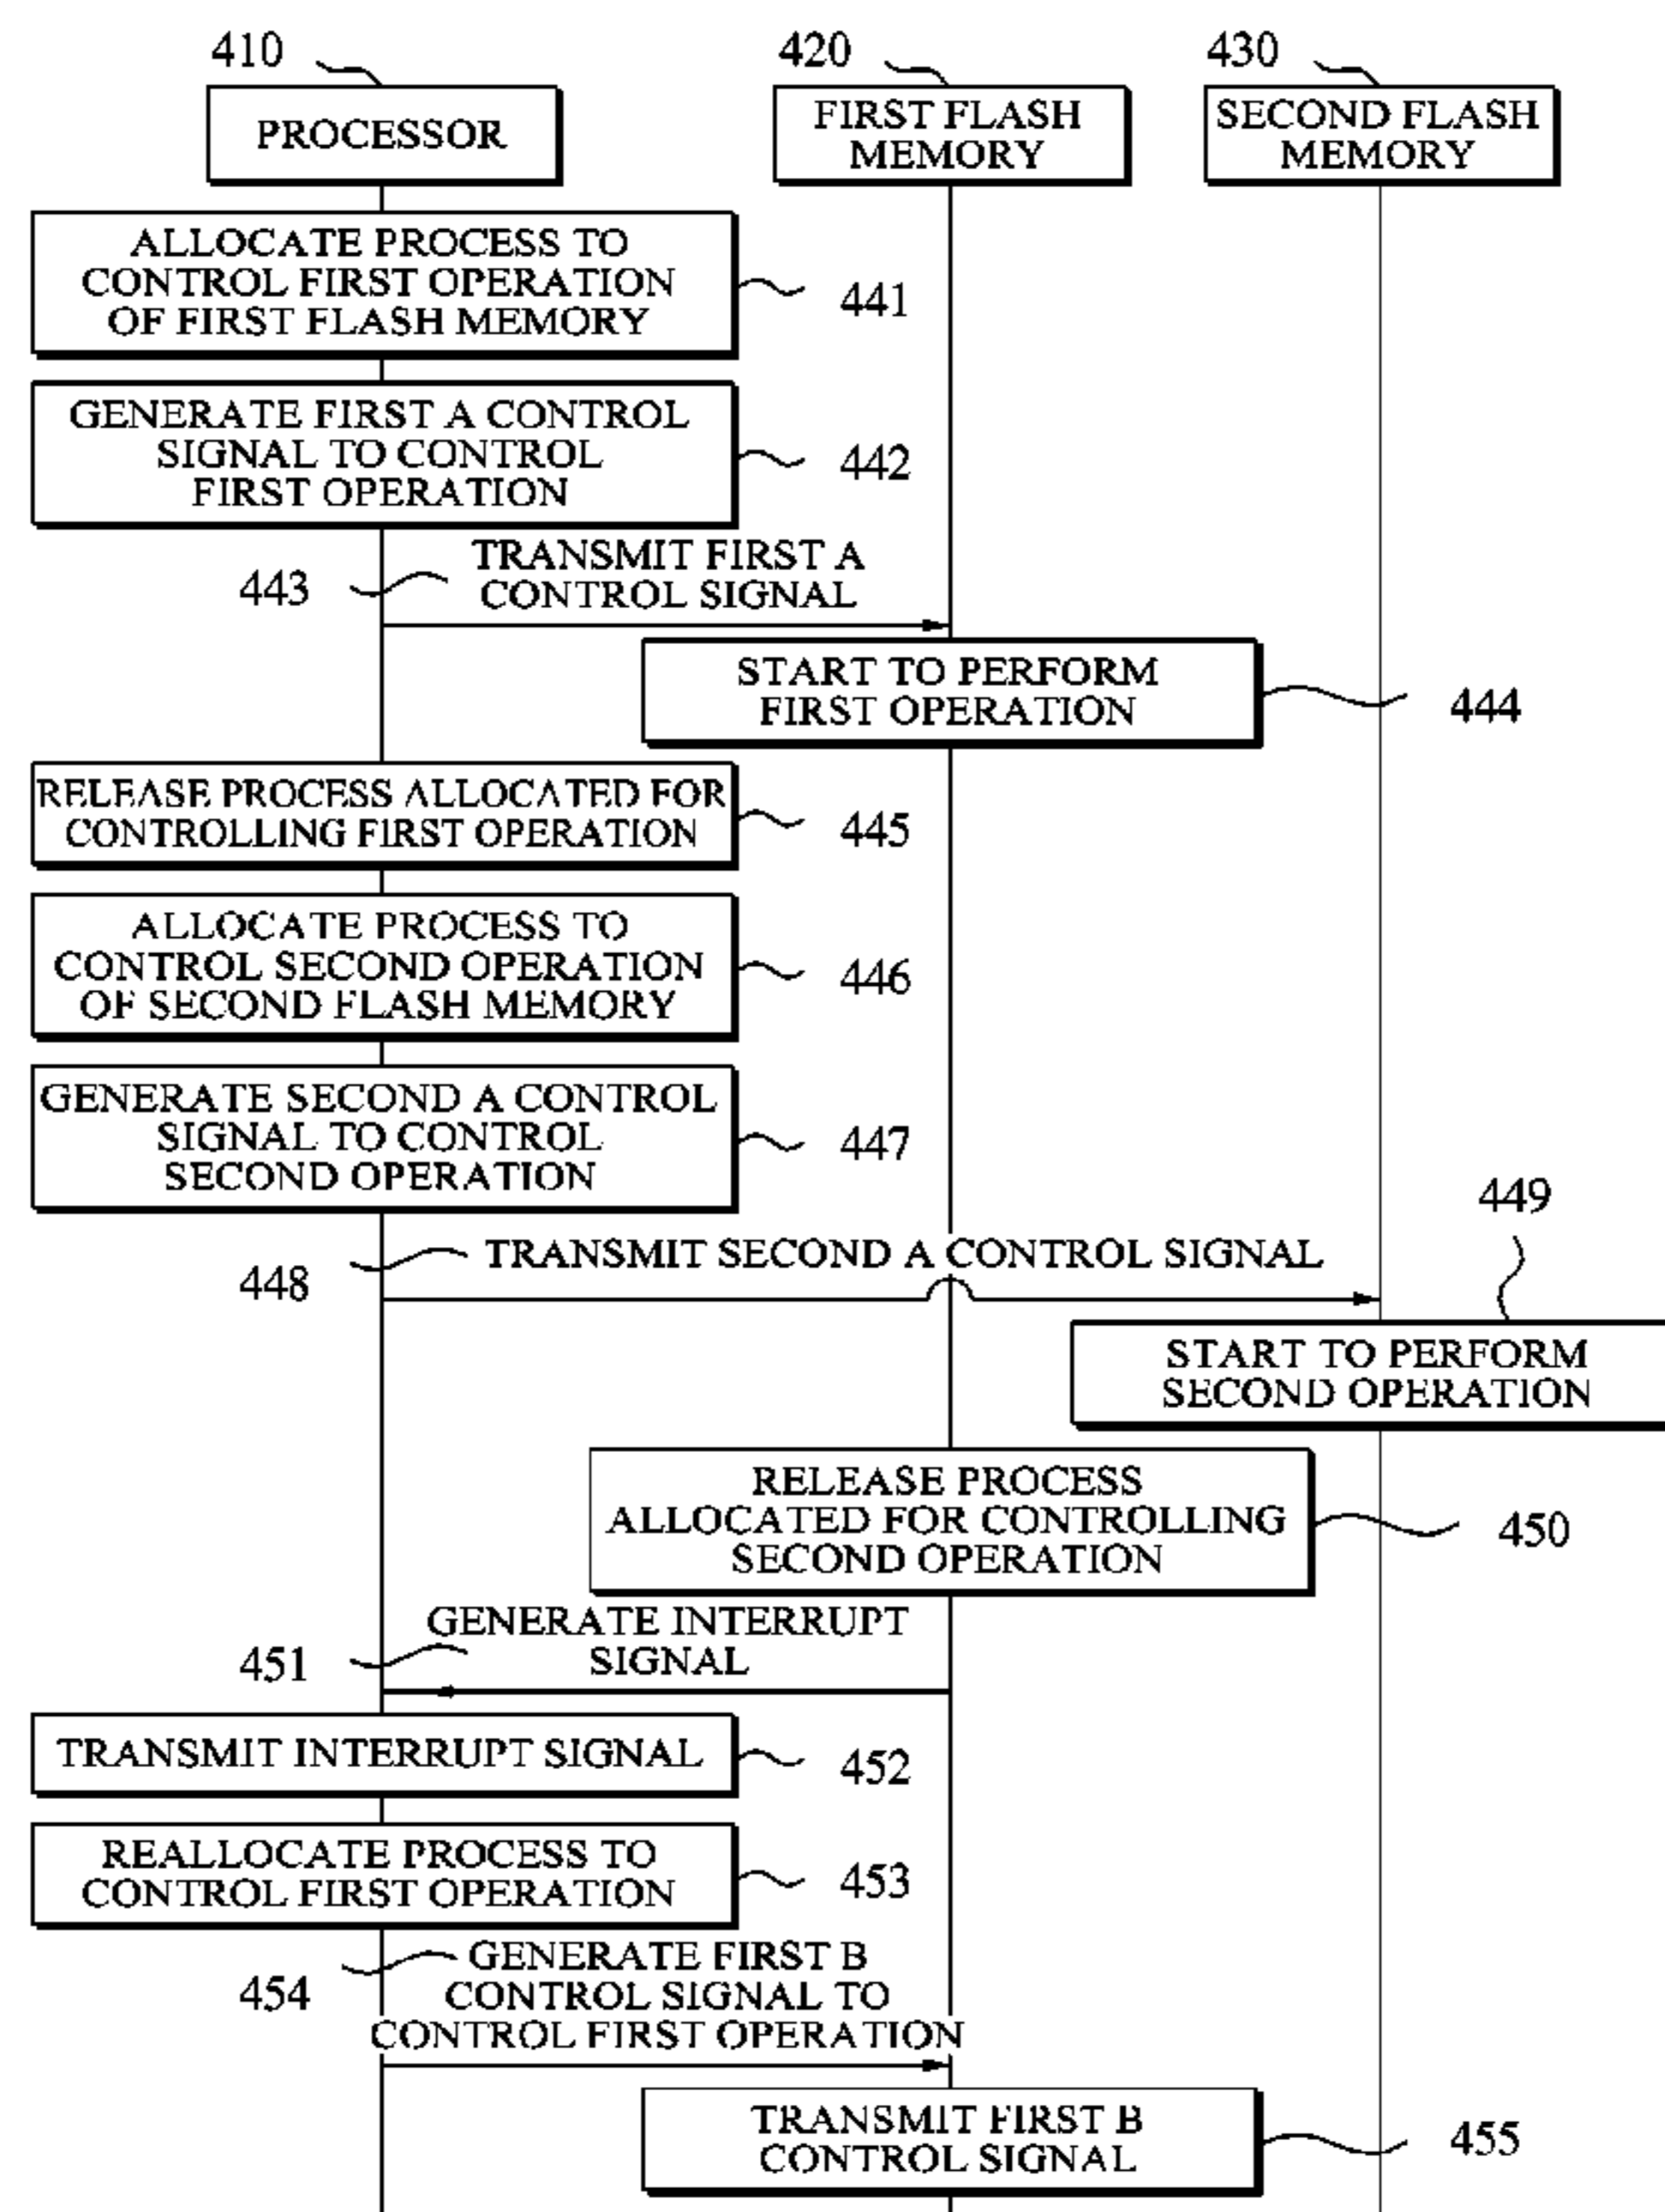 410
420
430
PROCESSOR
FIRST FLASH
MEMORY
SECOND FLASH
MEMORY
ALLOCATE PROCESS TO
CONTROL FIRST OPERATION
OF FIRST FLASH MEMORY
441
GENERATE FIRST A CONTROL
SIGNAL TO CONTROL
FIRST OPERATION
442
443
TRANSMIT FIRST A
CONTROL SIGNAL
START TO PERFORM
FIRST OPERATION
444
RELEASE PROCESS ALLOCATED FOR
CONTROLLING FIRST OPERATION
445
ALLOCATE PROCESS TO
CONTROL SECOND OPERATION
OF SECOND FLASH MEMORY
446
GENERATE SECOND A CONTROL
SIGNAL TO CONTROL
SECOND OPERATION
447
448
TRANSMIT SECOND A CONTROL SIGNAL
449
START TO PERFORM
SECOND OPERATION
RELEASE PROCESS
ALLOCATED FOR CONTROLLING
SECOND OPERATION
450
451
GENERATE INTERRUPT
SIGNAL
TRANSMIT INTERRUPT SIGNAL
452
REALLOCATE PROCESS TO
CONTROL FIRST OPERATION
453
454
GENERATE FIRST B
CONTROL SIGNAL TO
CONTROL FIRST OPERATION
TRANSMIT FIRST B
CONTROL SIGNAL
455